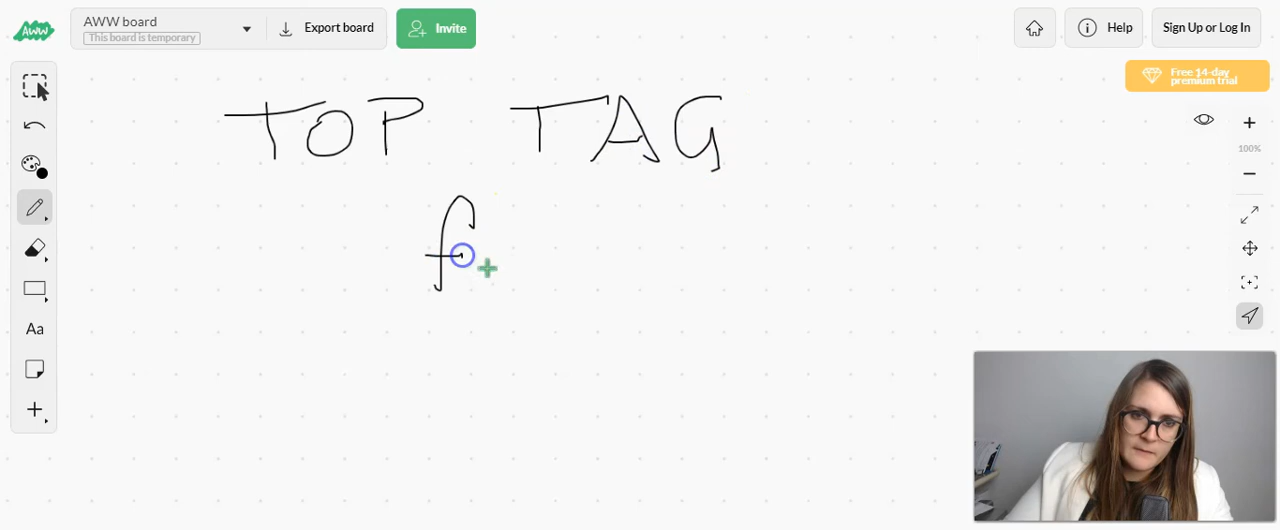 AWW
AWW board
This board is temporary
Export board
Invite
Help
Sign Up or Log In
Free 14-day
premium trial
TOP TAG
100%
f
Aa